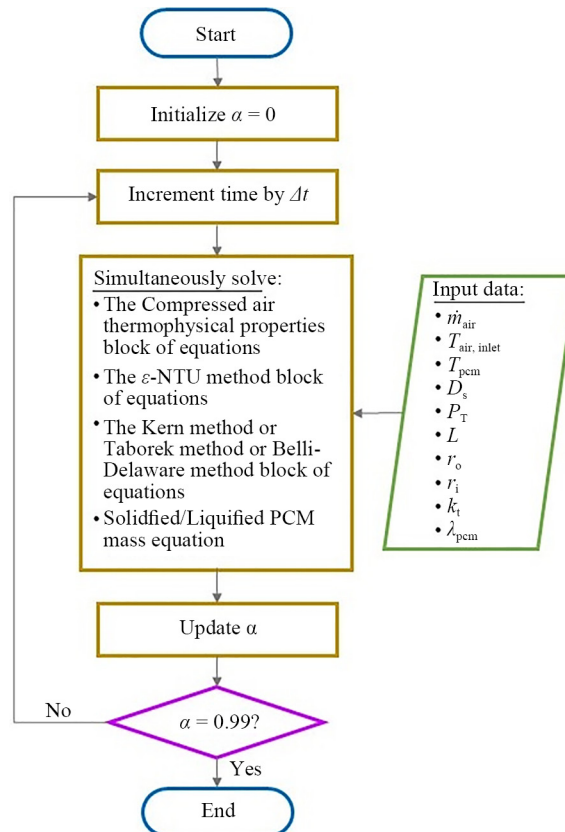 Start
Initialize α = 0
Increment time by Δt
Simultaneously solve:
• The Compressed air
thermophysical properties
block of equations
• The ε-NTU method block
of equations
• The Kern method or
Taborek method or Belli-
Delaware method block of
equations
• Solidfied/Liquified PCM
mass equation
Input data:
• ṁair
• Tair, inlet
• Tpcm
• Ds
• PT
• L
• ro
• ri
• kt
• λpcm
Update α
α = 0.99?
No
Yes
End